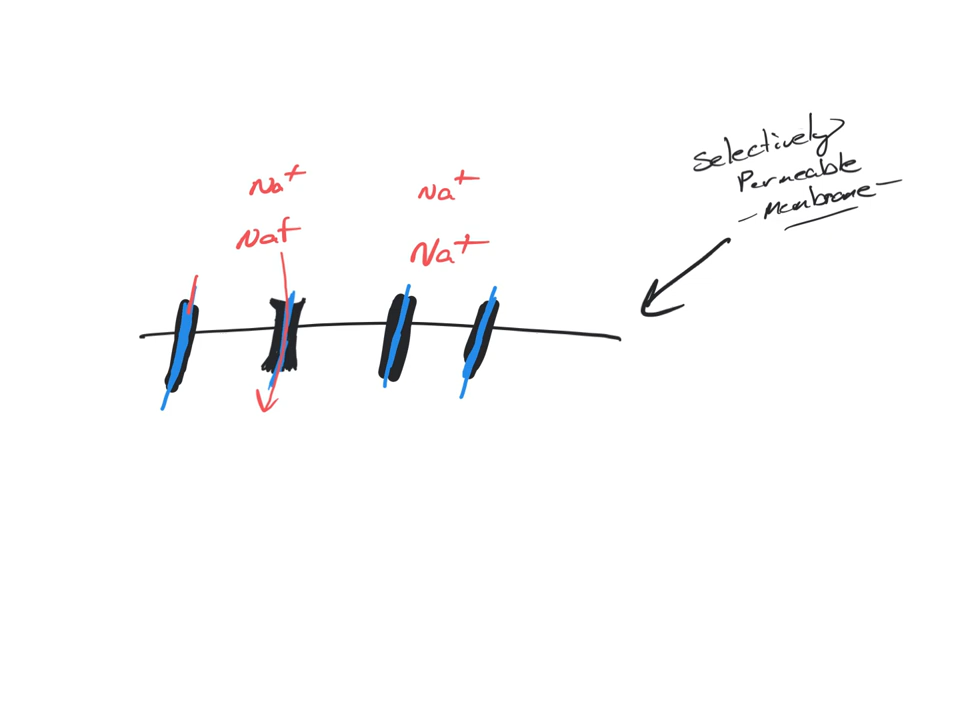 Selectively
Permeable
- Membrane -
Na+
Na+
Na+
Na+